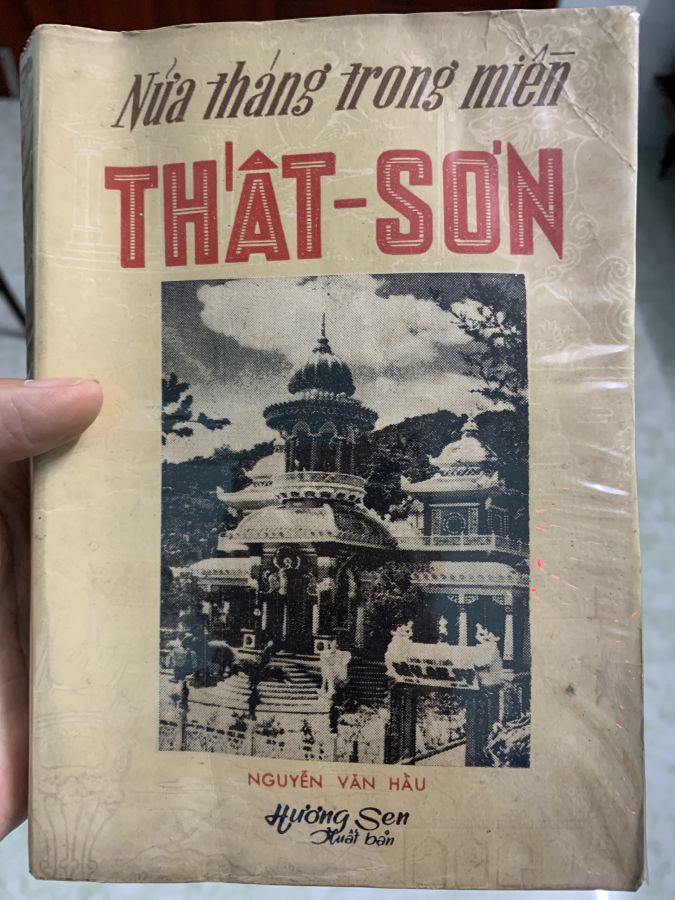 Nửa tháng trong miền
THẤT-SƠN
NGUYỄN VĂN HẦU
Hương Sen
Xuất bản